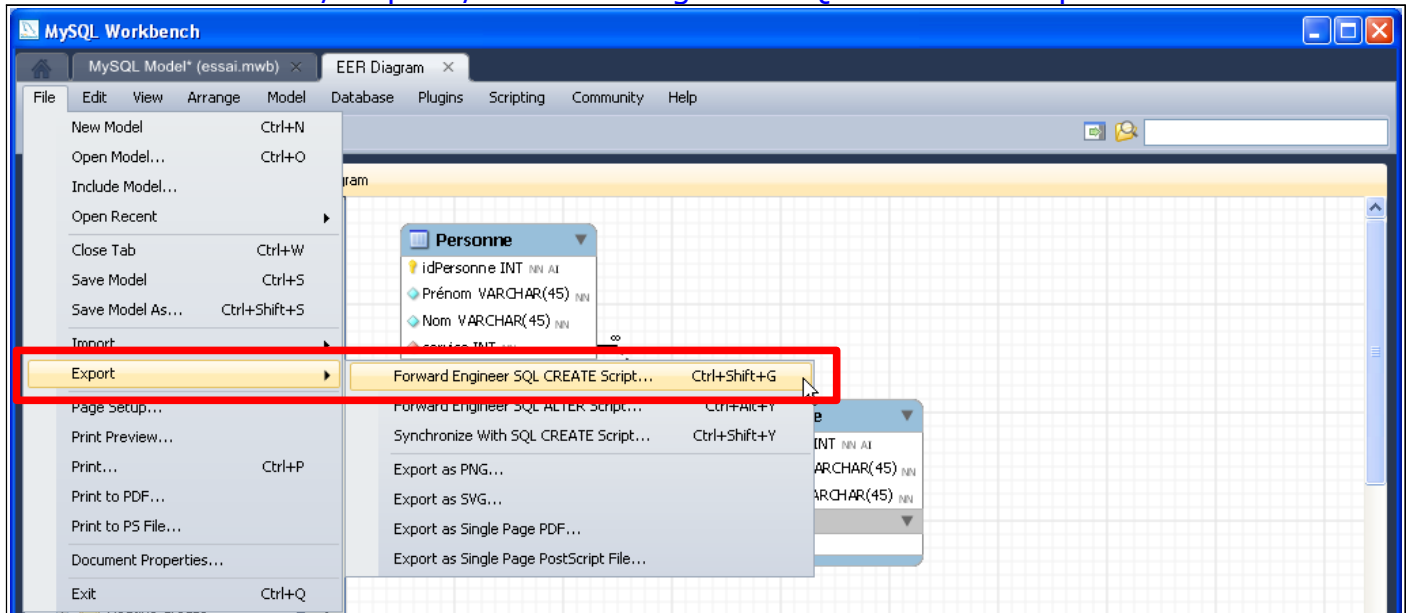 MySQL Workbench
MySQL Model* (essai.mwb) × EER Diagram ×
File Edit View Arrange Model Database Plugins Scripting Community Help
New Model Ctrl+N
Open Model... Ctrl+O
Include Model...
Open Recent
Close Tab Ctrl+W
Save Model Ctrl+S
Save Model As... Ctrl+Shift+S
Import
Export
Page Setup...
Print Preview...
Print... Ctrl+P
Print to PDF...
Print to PS File...
Document Properties...
Exit Ctrl+Q
Forward Engineer SQL CREATE Script... Ctrl+Shift+G
Forward Engineer SQL ALTER Script... Ctrl+Alt+Y
Synchronize With SQL CREATE Script... Ctrl+Shift+Y
Export as PNG...
Export as SVG...
Export as Single Page PDF...
Export as Single Page PostScript File...
Personne
idPersonne INT NN AI
Prénom VARCHAR(45) NN
Nom VARCHAR(45) NN
service INT NN
∞
INT NN AI
ARCHAR(45) NN
ARCHAR(45) NN